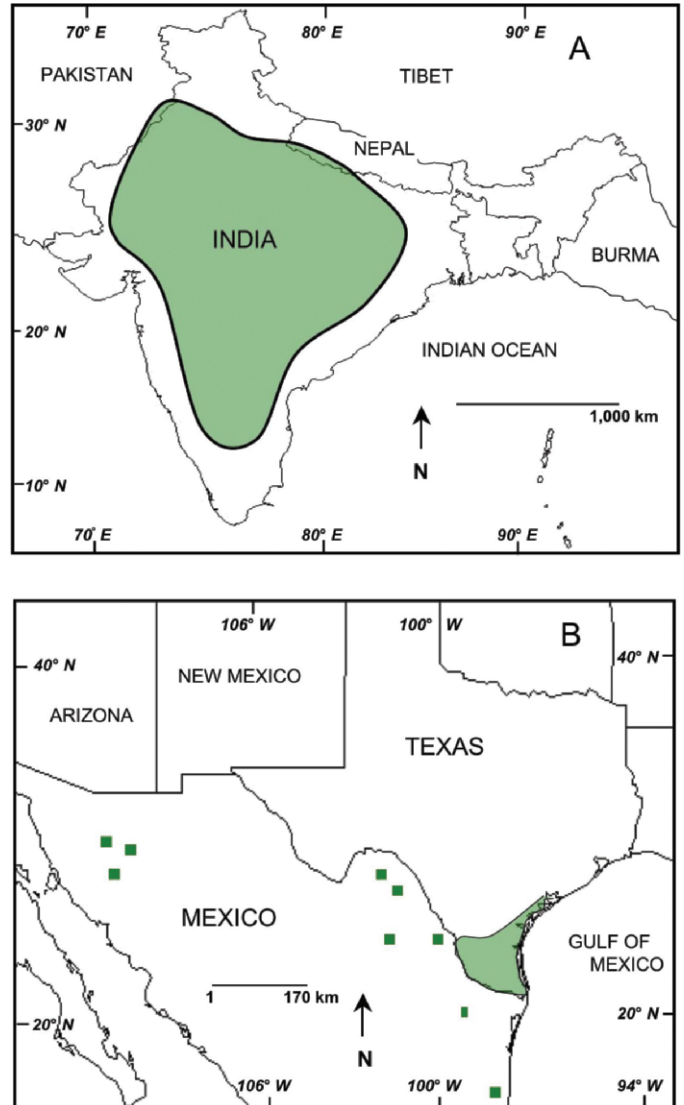 70° E 80° E 90° E
A
PAKISTAN TIBET
30° N
NEPAL
INDIA
BURMA
20° N
INDIAN OCEAN
1,000 km
N
10° N
70° E 80° E 90° E
106° W 100° W
B
40° N 40° N
NEW MEXICO
ARIZONA
TEXAS
MEXICO
GULF OF
MEXICO
1 170 km
20° N 20° N
N
106° W 100° W 94° W